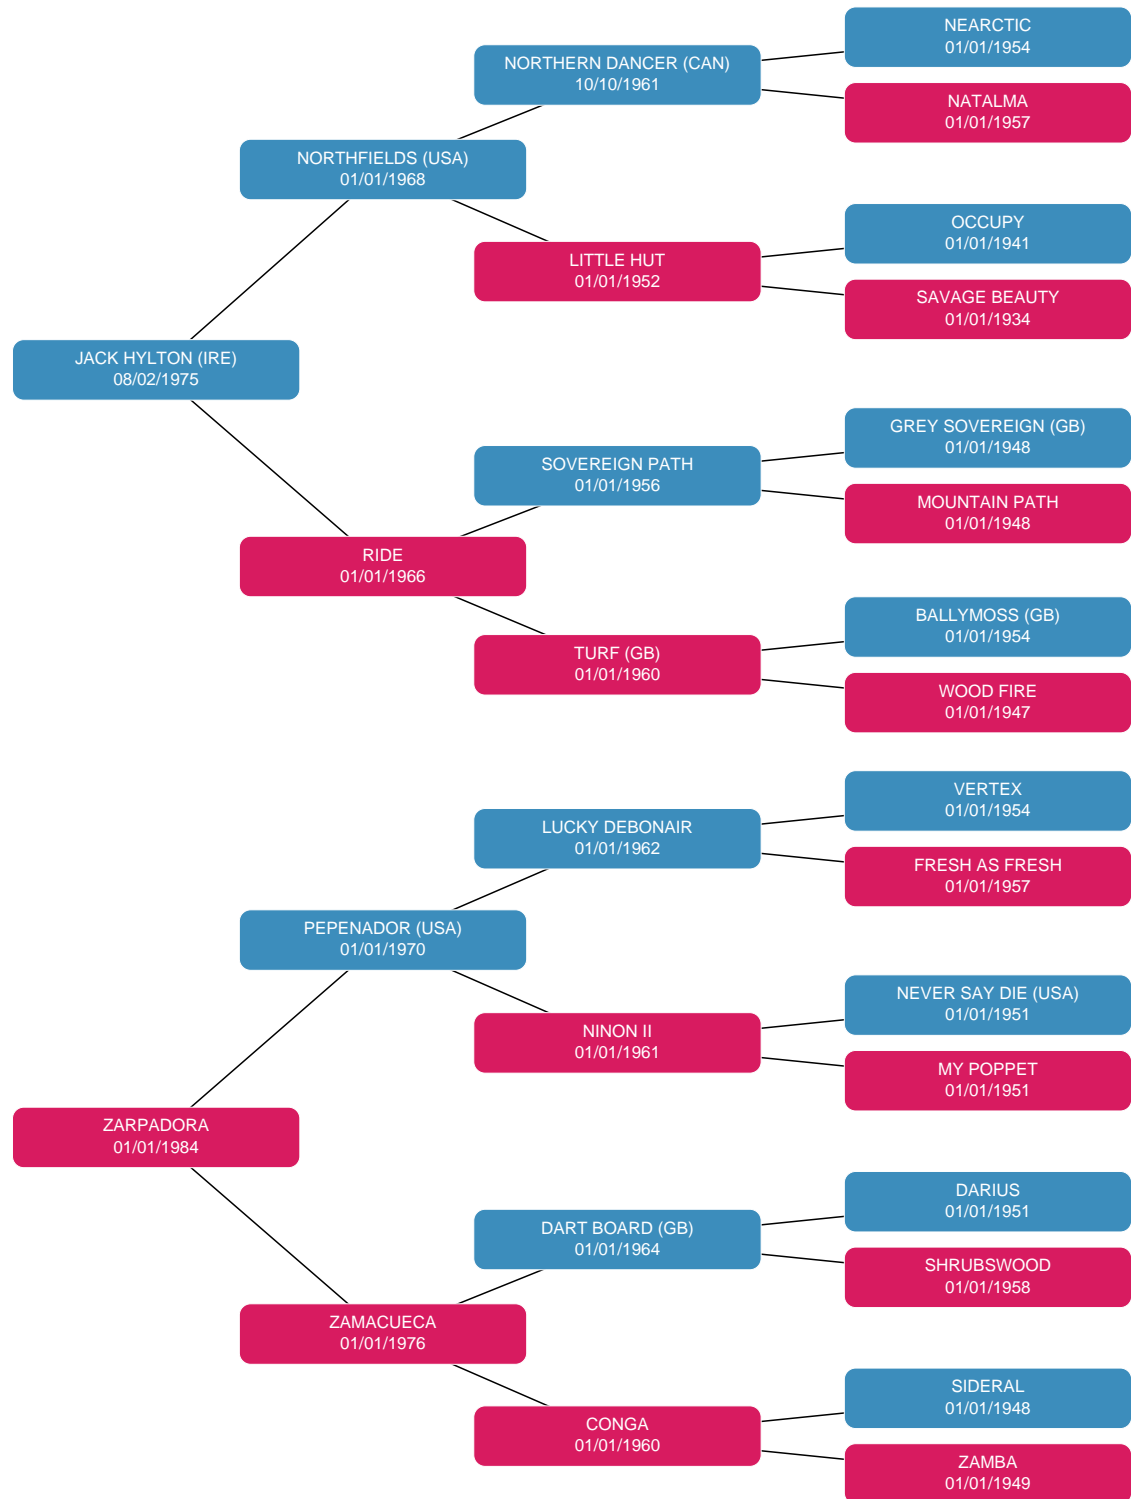 NEARCTIC
01/01/1954
NORTHERN DANCER (CAN)
10/10/1961
NATALMA
01/01/1957
NORTHFIELDS (USA)
01/01/1968
OCCUPY
01/01/1941
LITTLE HUT
01/01/1952
SAVAGE BEAUTY
01/01/1934
JACK HYLTON (IRE)
08/02/1975
GREY SOVEREIGN (GB)
01/01/1948
SOVEREIGN PATH
01/01/1956
MOUNTAIN PATH
01/01/1948
RIDE
01/01/1966
BALLYMOSS (GB)
01/01/1954
TURF (GB)
01/01/1960
WOOD FIRE
01/01/1947
VERTEX
01/01/1954
LUCKY DEBONAIR
01/01/1962
FRESH AS FRESH
01/01/1957
PEPENADOR (USA)
01/01/1970
NEVER SAY DIE (USA)
01/01/1951
NINON II
01/01/1961
MY POPPET
01/01/1951
ZARPADORA
01/01/1984
DARIUS
01/01/1951
DART BOARD (GB)
01/01/1964
SHRUBSWOOD
01/01/1958
ZAMACUECA
01/01/1976
SIDERAL
01/01/1948
CONGA
01/01/1960
ZAMBA
01/01/1949